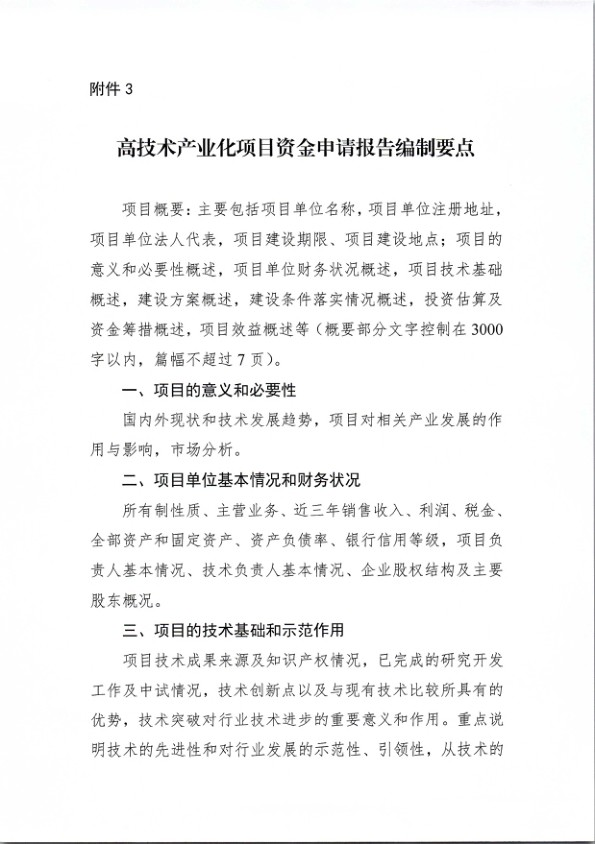 附件 3
高技术产业化项目资金申请报告编制要点
项目概要：主要包括项目单位名称，项目单位注册地址，
项目单位法人代表，项目建设期限、项目建设地点；项目的
意义和必要性概述，项目单位财务状况概述，项目技术基础
概述，建设方案概述，建设条件落实情况概述，投资估算及
资金筹措概述，项目效益概述等（概要部分文字控制在 3000
字以内，篇幅不超过 7 页）。
一、项目的意义和必要性
国内外现状和技术发展趋势，项目对相关产业发展的作
用与影响，市场分析。
二、项目单位基本情况和财务状况
所有制性质、主营业务、近三年销售收入、利润、税金、
全部资产和固定资产、资产负债率、银行信用等级，项目负
责人基本情况、技术负责人基本情况、企业股权结构及主要
股东概况。
三、项目的技术基础和示范作用
项目技术成果来源及知识产权情况，已完成的研究开发
工作及中试情况，技术创新点以及与现有技术比较所具有的
优势，技术突破对行业技术进步的重要意义和作用。重点说
明技术的先进性和对行业发展的示范性、引领性，从技术的